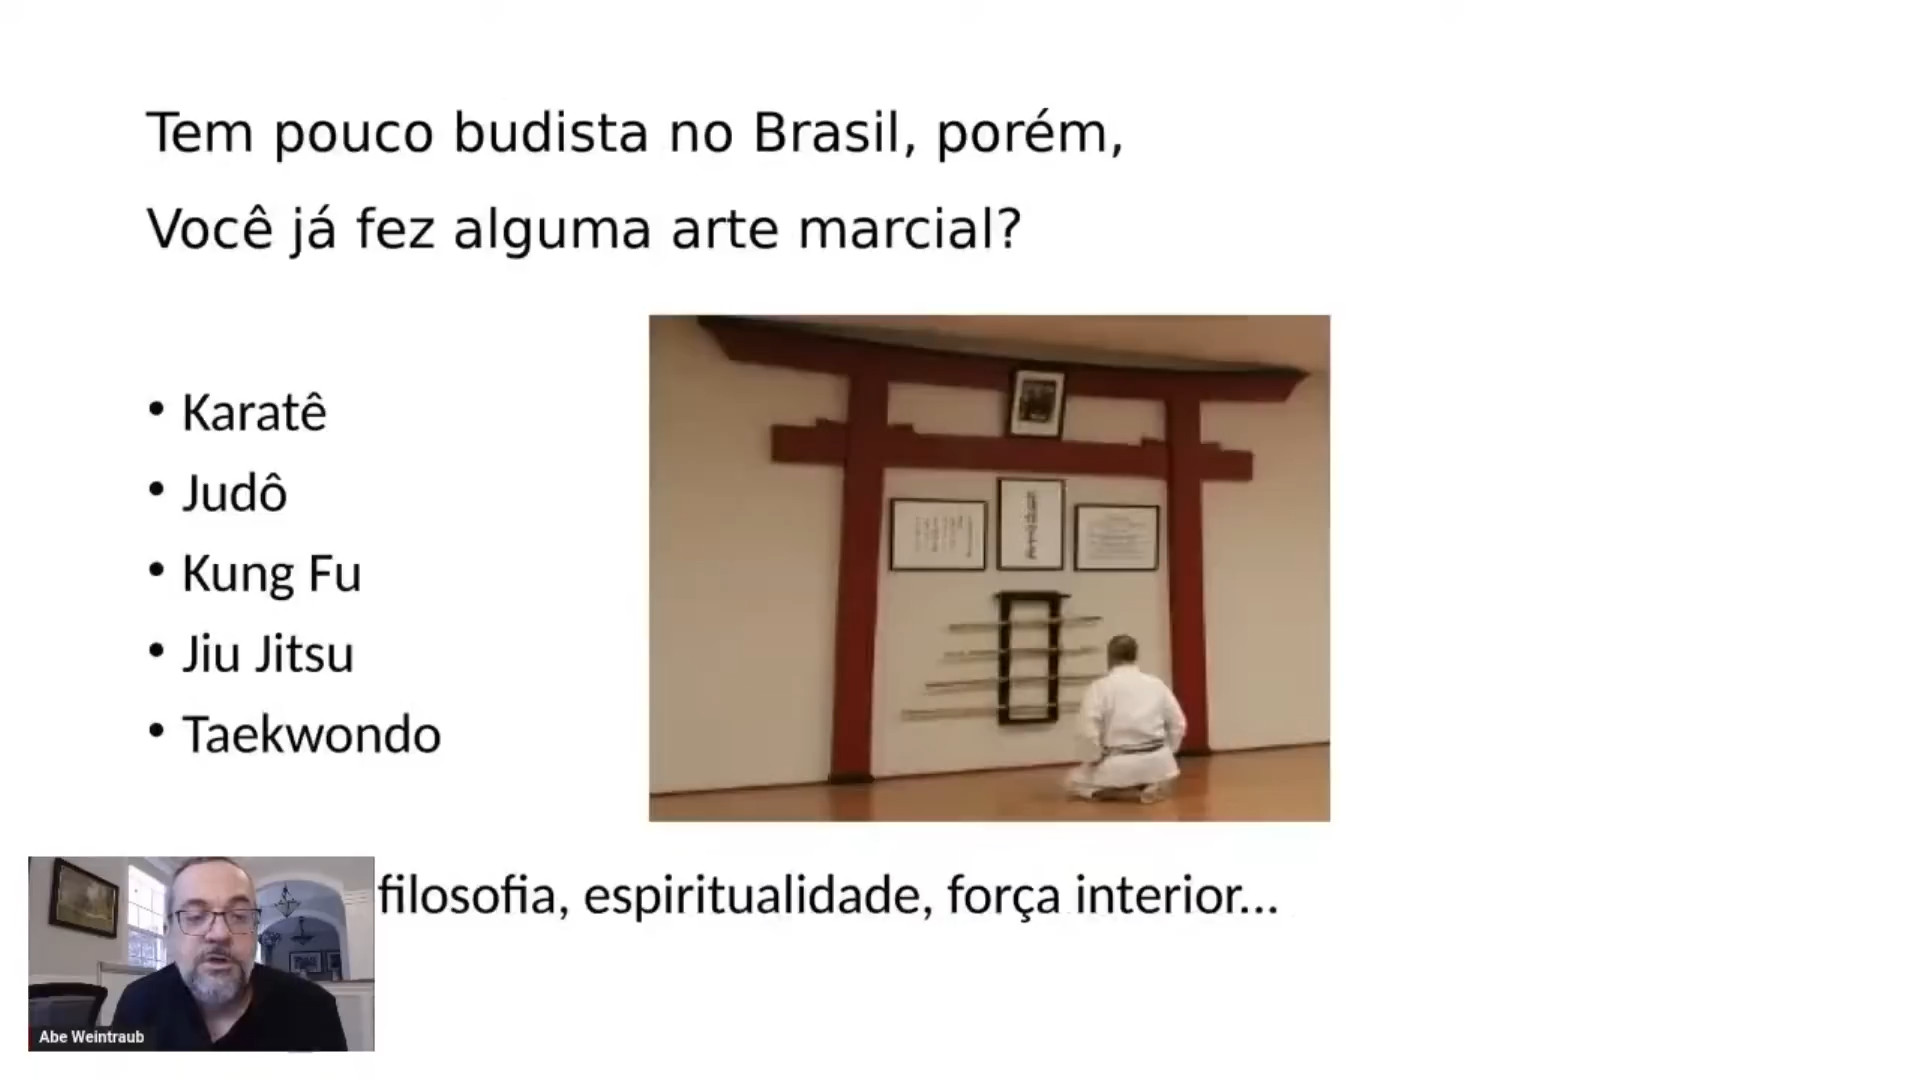 Tem pouco budista no Brasil, porém,
Você já fez alguma arte marcial?
• Karatê
• Judô
• Kung Fu
• Jiu Jitsu
• Taekwondo
filosofia, espiritualidade, força interior...
Abe Weintraub